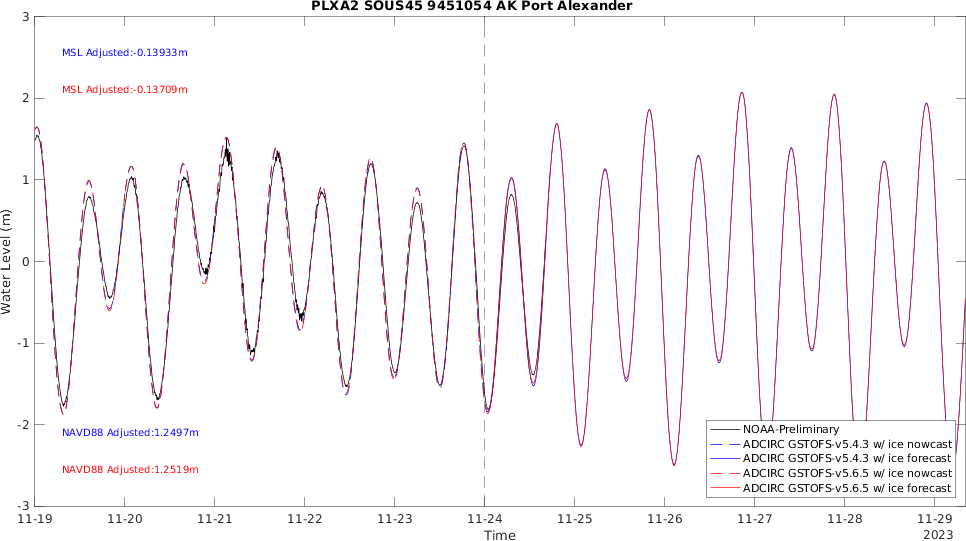 PLXA2 SOUS45 9451054 AK Port Alexander
3
2
1
0
-1
-2
-3
Water Level (m)
MSL Adjusted:-0.13933m
MSL Adjusted:-0.13709m
NAVD88 Adjusted:1.2497m
NAVD88 Adjusted:1.2519m
NOAA-Preliminary
ADCIRC GSTOFS-v5.4.3 w/ ice nowcast
ADCIRC GSTOFS-v5.4.3 w/ ice forecast
ADCIRC GSTOFS-v5.6.5 w/ ice nowcast
ADCIRC GSTOFS-v5.6.5 w/ ice forecast
11-19 11-20 11-21 11-22 11-23 11-24 11-25 11-26 11-27 11-28 11-29
Time
2023